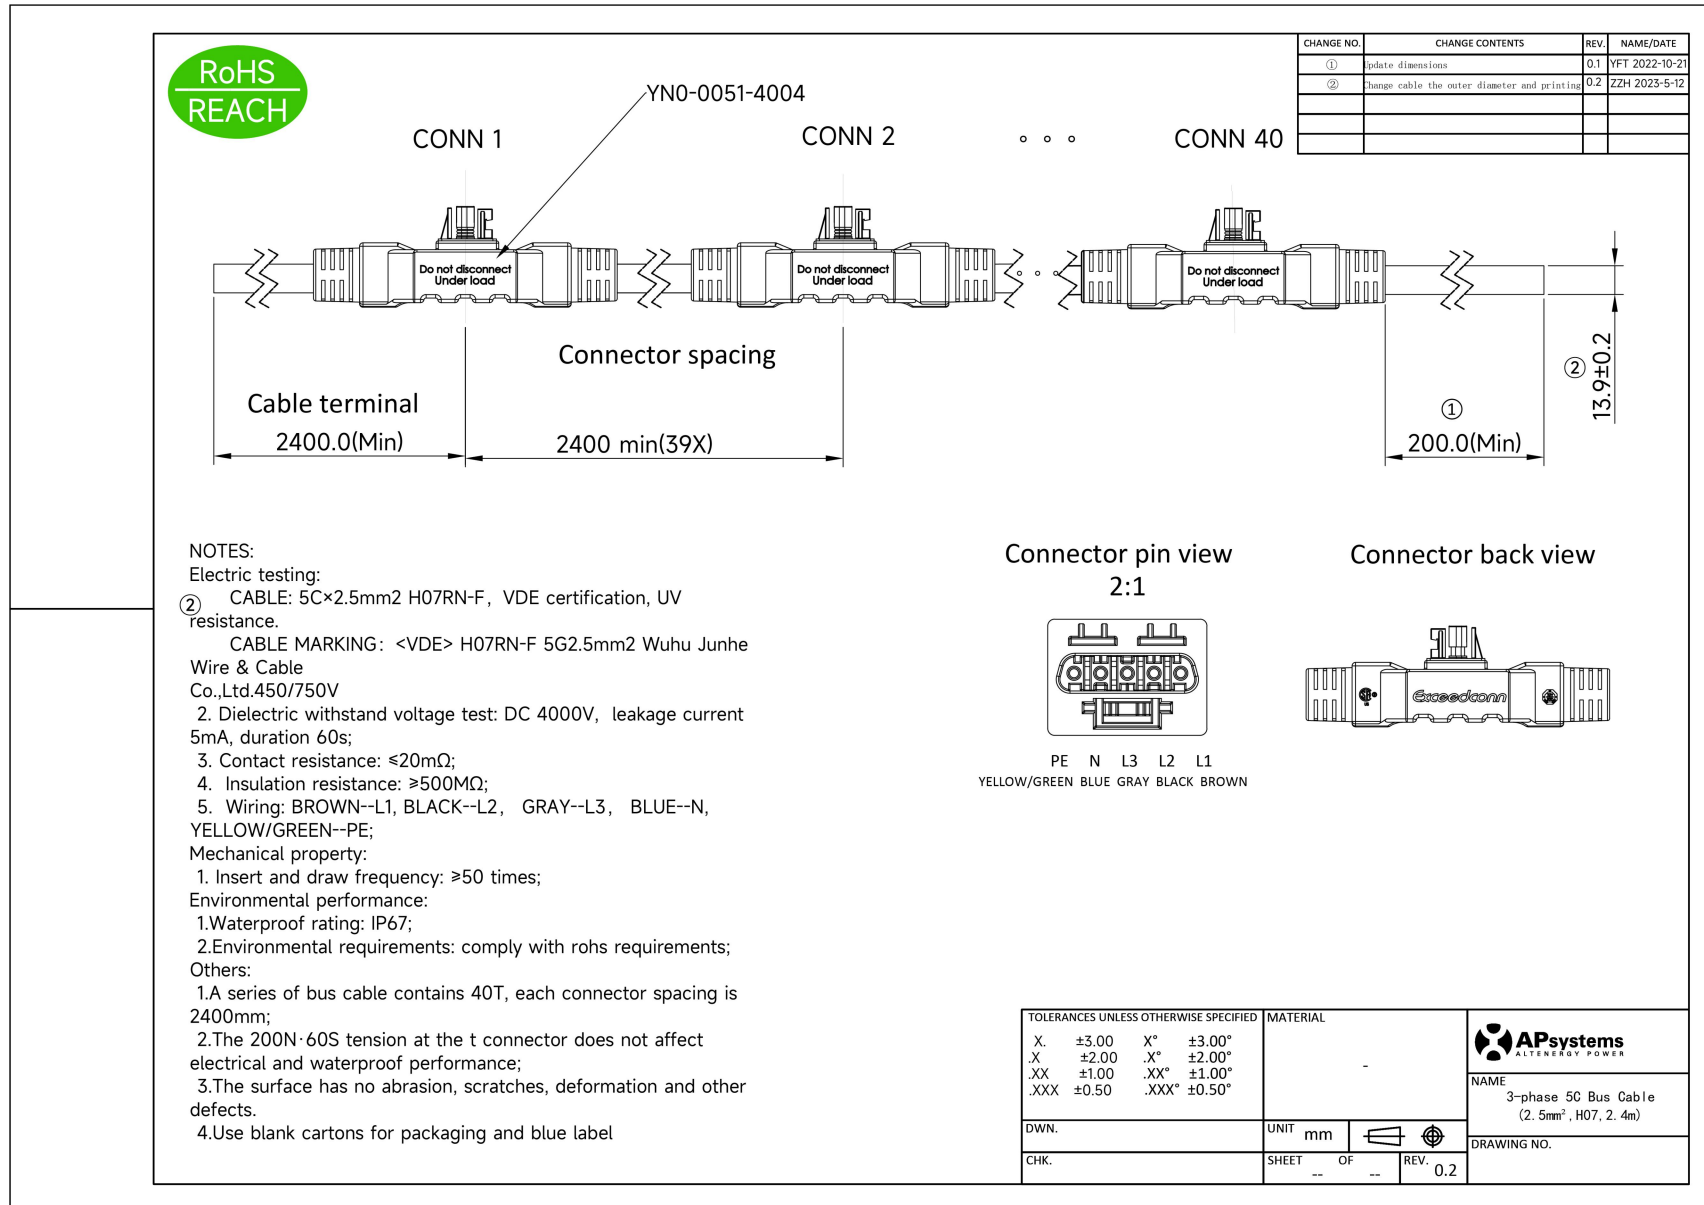 RoHS
REACH
CHANGE NO. CHANGE CONTENTS REV. NAME/DATE
① Update dimensions 0.1 YFT 2022-10-21
② Change cable the outer diameter and printing 0.2 ZZH 2023-5-12
YN0-0051-4004
CONN 1 CONN 2 CONN 40
Do not disconnect
Under load
Do not disconnect
Under load
Do not disconnect
Under load
Connector spacing
Cable terminal
2400.0(Min)
2400 min(39X)
①
200.0(Min)
②
13.9±0.2
NOTES:
Electric testing:
② CABLE: 5C×2.5mm2 H07RN-F, VDE certification, UV
resistance.
CABLE MARKING: <VDE> H07RN-F 5G2.5mm2 Wuhu Junhe
Wire & Cable
Co.,Ltd.450/750V
2. Dielectric withstand voltage test: DC 4000V, leakage current
5mA, duration 60s;
3. Contact resistance: ≤20mΩ;
4. Insulation resistance: ≥500MΩ;
5. Wiring: BROWN--L1, BLACK--L2, GRAY--L3, BLUE--N,
YELLOW/GREEN--PE;
Mechanical property:
1. Insert and draw frequency: ≥50 times;
Environmental performance:
1.Waterproof rating: IP67;
2.Environmental requirements: comply with rohs requirements;
Others:
1.A series of bus cable contains 40T, each connector spacing is
2400mm;
2.The 200N·60S tension at the t connector does not affect
electrical and waterproof performance;
3.The surface has no abrasion, scratches, deformation and other
defects.
4.Use blank cartons for packaging and blue label
Connector pin view
2:1
PE N L3 L2 L1
YELLOW/GREEN BLUE GRAY BLACK BROWN
Connector back view
Exceedconn
TOLERANCES UNLESS OTHERWISE SPECIFIED
X. ±3.00 X° ±3.00°
.X ±2.00 .X° ±2.00°
.XX ±1.00 .XX° ±1.00°
.XXX ±0.50 .XXX° ±0.50°
MATERIAL
-
APsystems
ALTENERGY POWER
NAME
3-phase 5C Bus Cable
(2.5mm², H07, 2.4m)
DWN.
UNIT mm
DRAWING NO.
CHK.
SHEET -- OF --
REV. 0.2